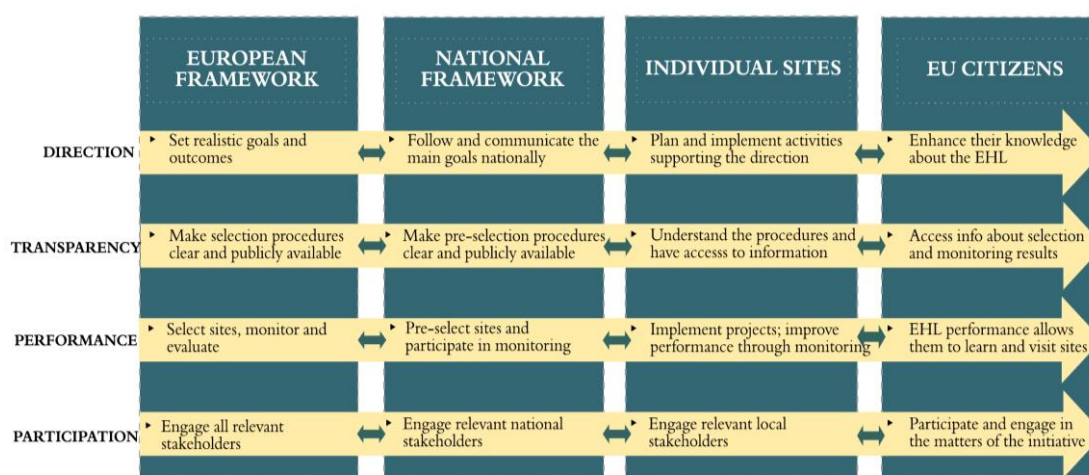 EUROPEAN
FRAMEWORK
NATIONAL
FRAMEWORK
INDIVIDUAL SITES
EU CITIZENS
DIRECTION
Set realistic goals and
outcomes
Follow and communicate the
main goals nationally
Plan and implement activities
supporting the direction
Enhance their knowledge
about the EHL
TRANSPARENCY
Make selection procedures
clear and publicly available
Make pre-selection procedures
clear and publicly available
Understand the procedures and
have accesss to information
Access info about selection
and monitoring results
PERFORMANCE
Select sites, monitor and
evaluate
Pre-select sites and
participate in monitoring
Implement projects; improve
performance through monitoring
EHL performance allows
them to learn and visit sites
PARTICIPATION
Engage all relevant
stakeholders
Engage relevant national
stakeholders
Engage relevant local
stakeholders
Participate and engage in
the matters of the initiative